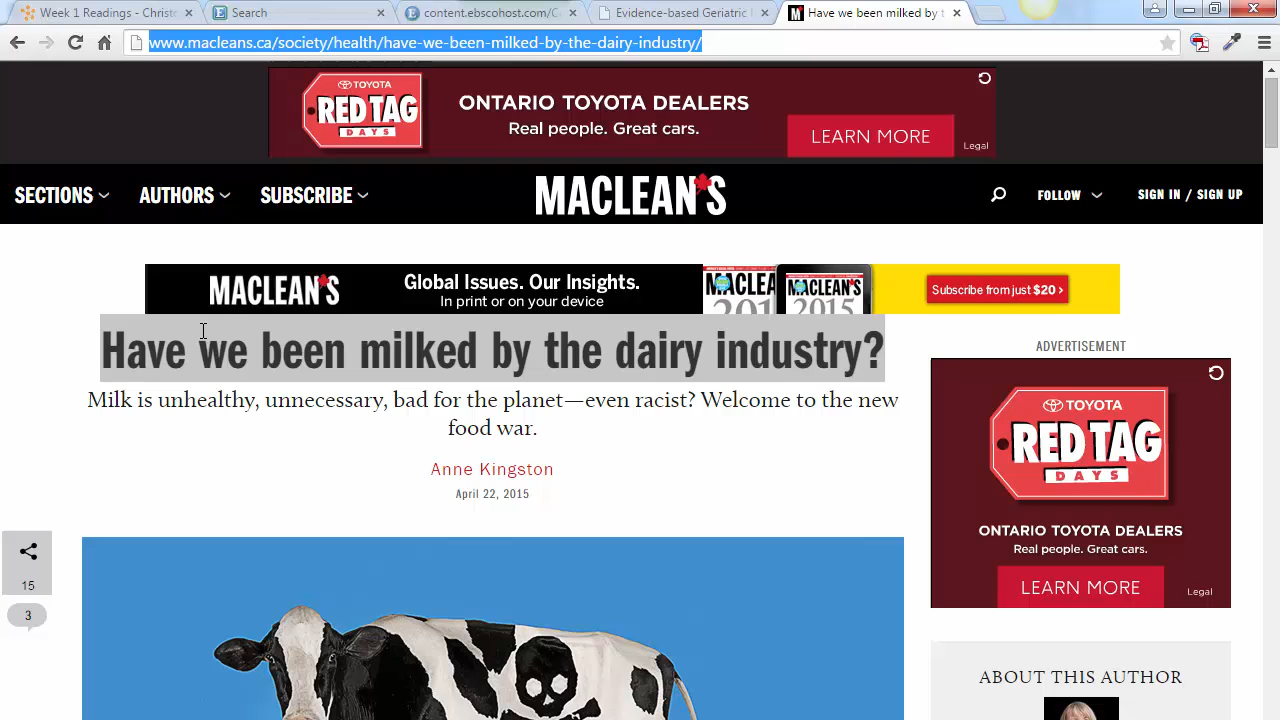 Week 1 Readings - Christe
Search
content.ebscohost.com/C
Evidence-based Geriatric
Have we been milked by t
www.macleans.ca/society/health/have-we-been-milked-by-the-dairy-industry/
TOYOTA
RED TAG
DAYS
ONTARIO TOYOTA DEALERS
Real people. Great cars.
LEARN MORE
Legal
SECTIONS
AUTHORS
SUBSCRIBE
MACLEAN'S
FOLLOW
SIGN IN / SIGN UP
MACLEAN'S
Global Issues. Our Insights.
In print or on your device
Subscribe from just $20 >
Have we been milked by the dairy industry?
Milk is unhealthy, unnecessary, bad for the planet—even racist? Welcome to the new
food war.
Anne Kingston
April 22, 2015
15
3
ADVERTISEMENT
TOYOTA
RED TAG
DAYS
ONTARIO TOYOTA DEALERS
Real people. Great cars.
LEARN MORE
Legal
ABOUT THIS AUTHOR